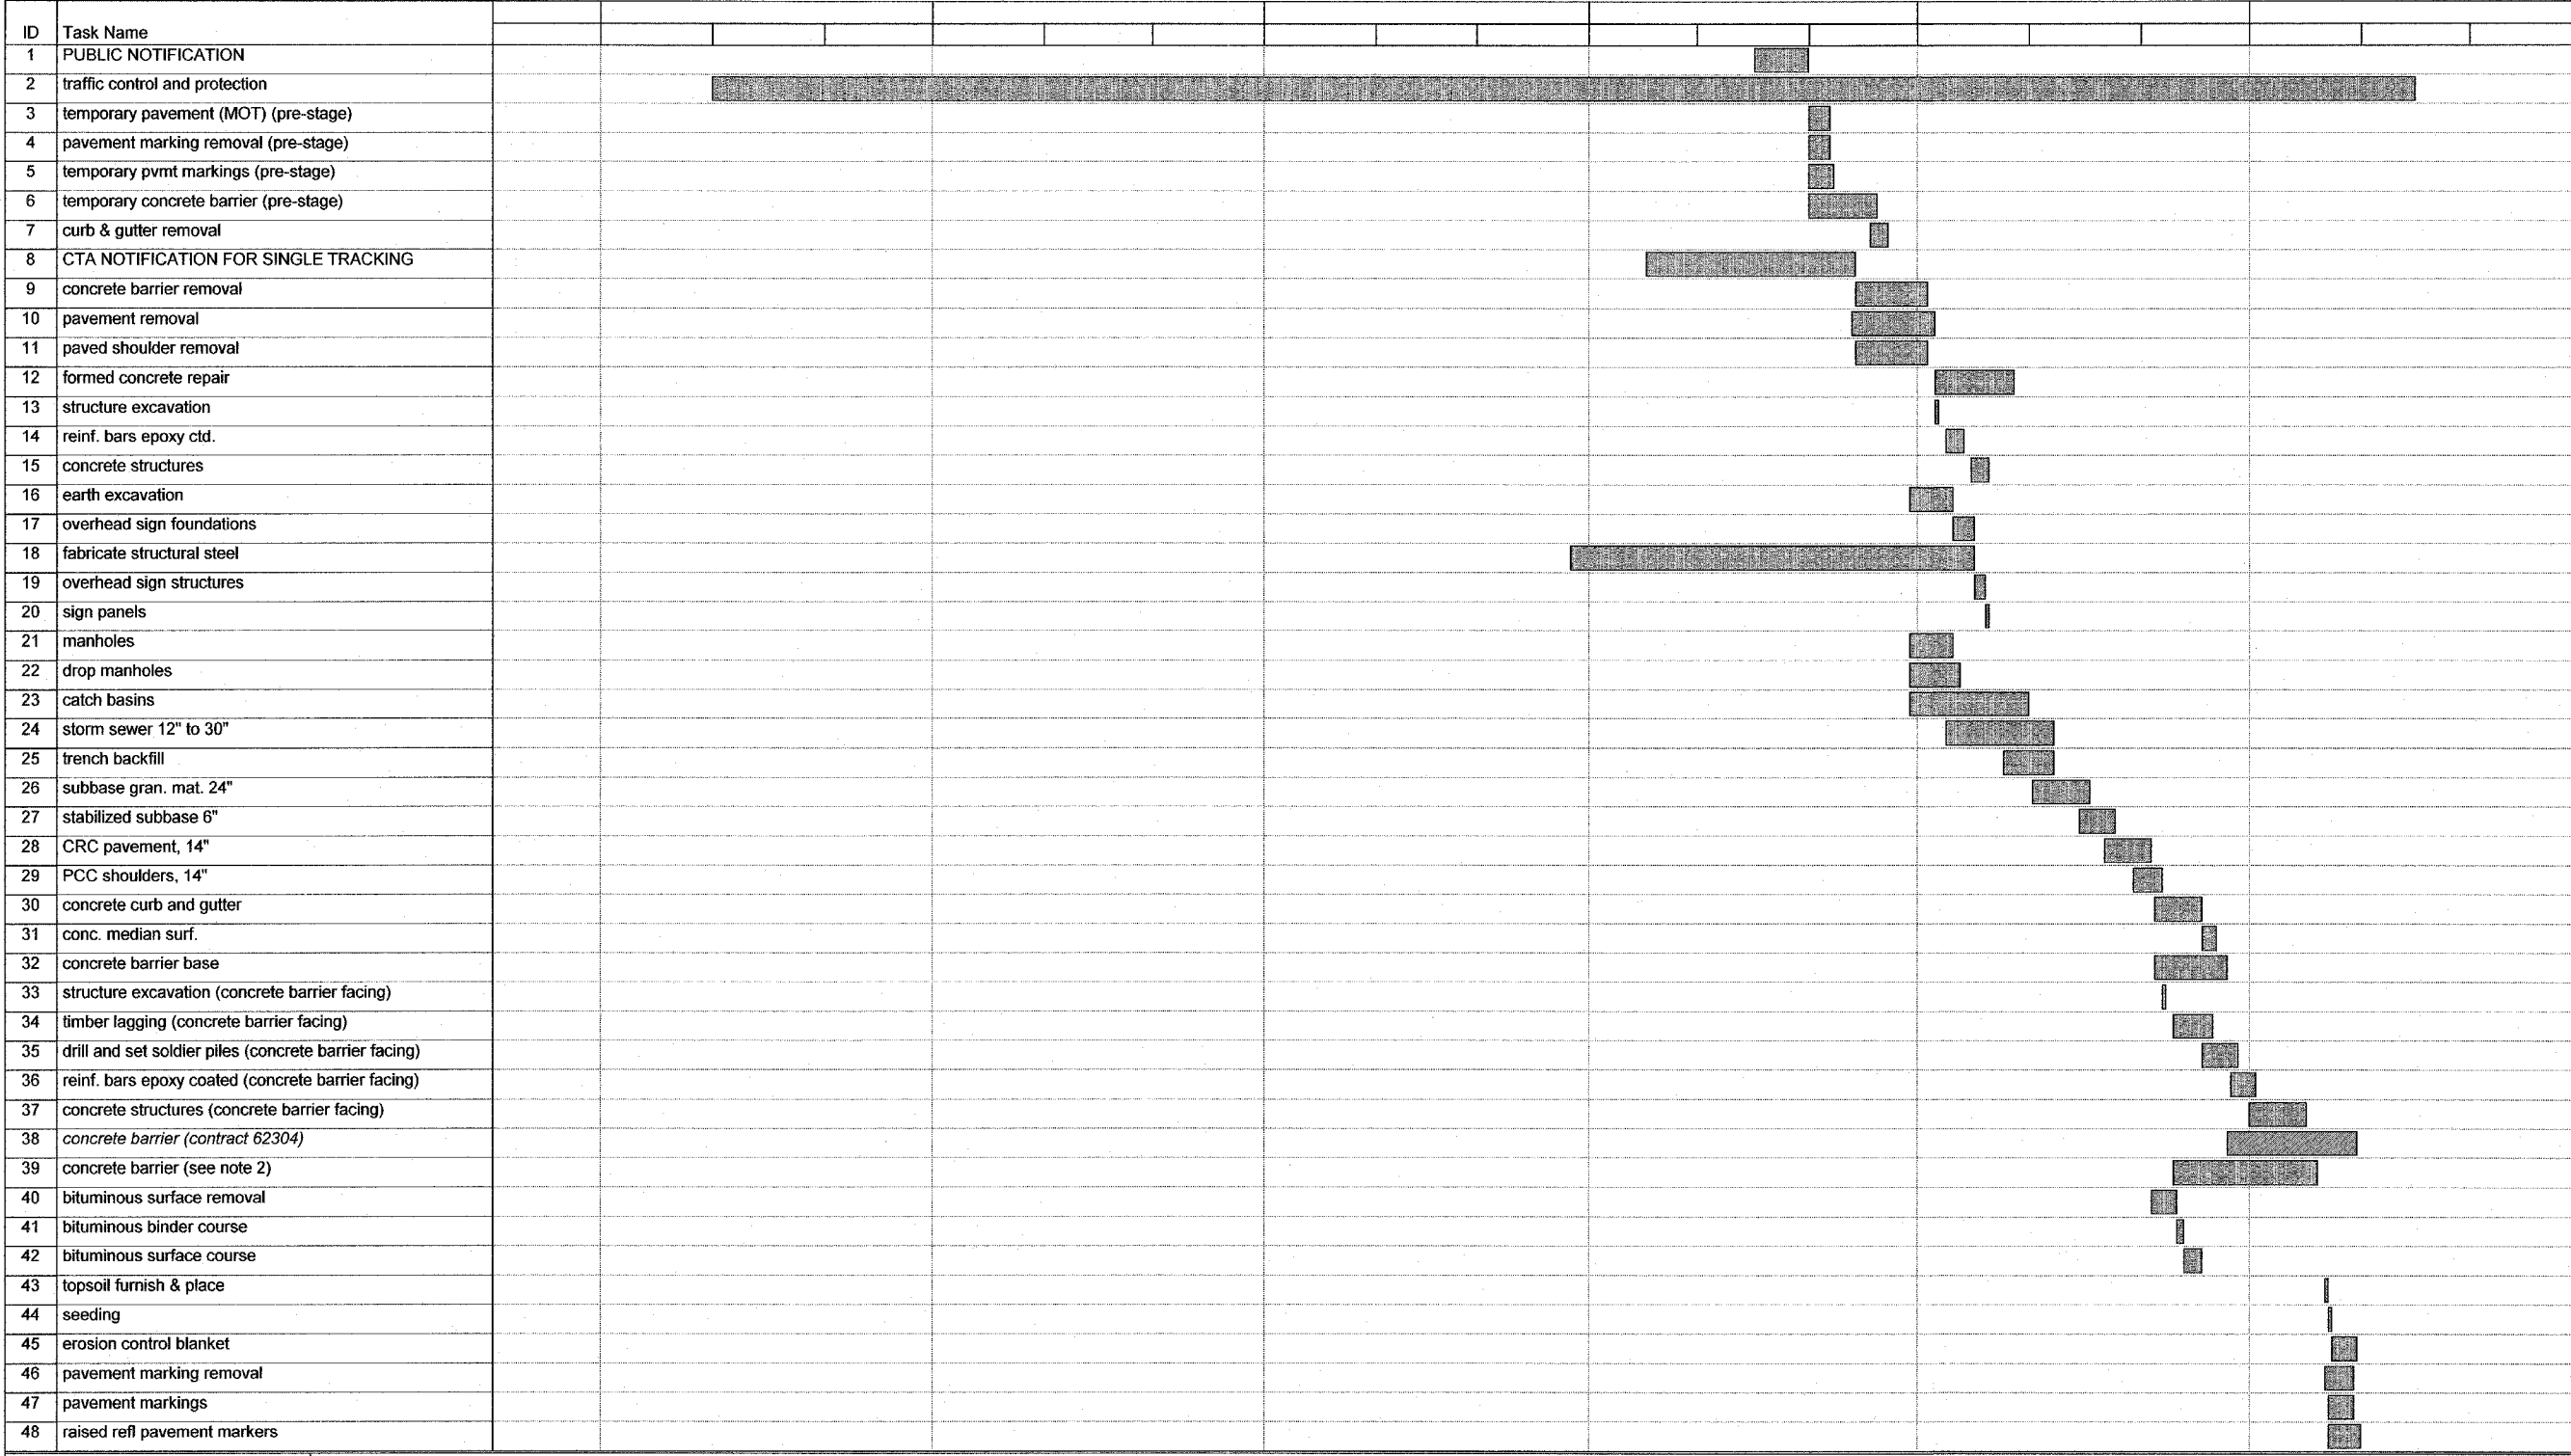 ID Task Name
1 PUBLIC NOTIFICATION
2 traffic control and protection
3 temporary pavement (MOT) (pre-stage)
4 pavement marking removal (pre-stage)
5 temporary pvmt markings (pre-stage)
6 temporary concrete barrier (pre-stage)
7 curb & gutter removal
8 CTA NOTIFICATION FOR SINGLE TRACKING
9 concrete barrier removal
10 pavement removal
11 paved shoulder removal
12 formed concrete repair
13 structure excavation
14 reinf. bars epoxy ctd.
15 concrete structures
16 earth excavation
17 overhead sign foundations
18 fabricate structural steel
19 overhead sign structures
20 sign panels
21 manholes
22 drop manholes
23 catch basins
24 storm sewer 12" to 30"
25 trench backfill
26 subbase gran. mat. 24"
27 stabilized subbase 6"
28 CRC pavement, 14"
29 PCC shoulders, 14"
30 concrete curb and gutter
31 conc. median surf.
32 concrete barrier base
33 structure excavation (concrete barrier facing)
34 timber lagging (concrete barrier facing)
35 drill and set soldier piles (concrete barrier facing)
36 reinf. bars epoxy coated (concrete barrier facing)
37 concrete structures (concrete barrier facing)
38 concrete barrier (contract 62304)
39 concrete barrier (see note 2)
40 bituminous surface removal
41 bituminous binder course
42 bituminous surface course
43 topsoil furnish & place
44 seeding
45 erosion control blanket
46 pavement marking removal
47 pavement markings
48 raised refl pavement markers